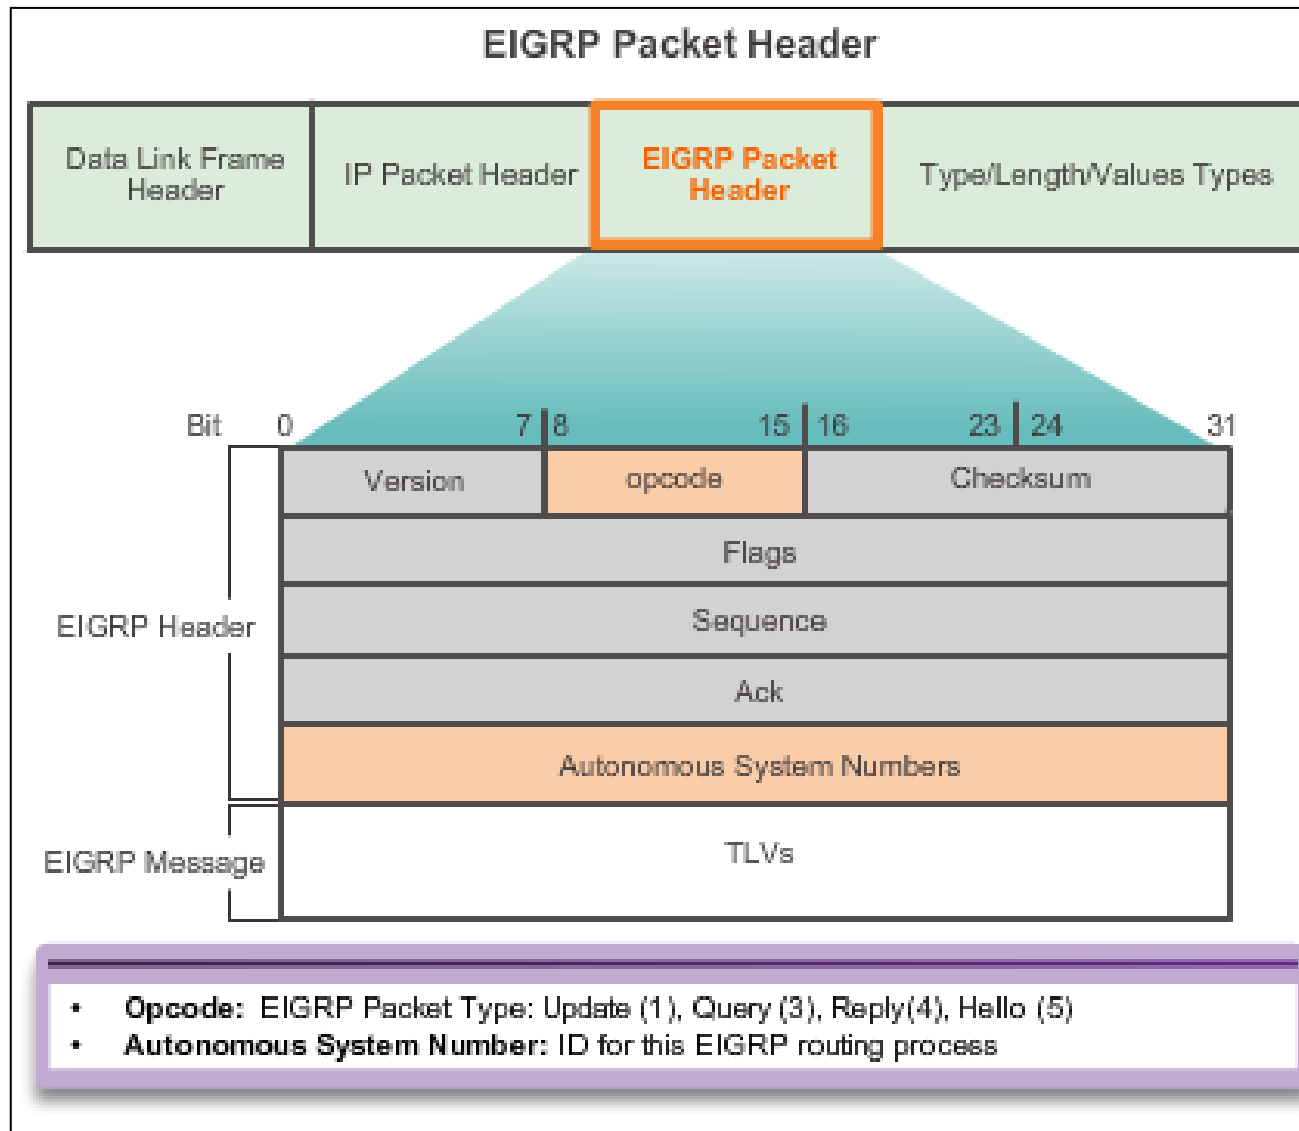 EIGRP Packet Header
Data Link Frame
Header
IP Packet Header
EIGRP Packet
Header
Type/Length/Values Types
Bit 0 7 8 15 16 23 24 31
Version opcode Checksum
Flags
Sequence
EIGRP Header
Ack
Autonomous System Numbers
TLVs
EIGRP Message
• Opcode: EIGRP Packet Type: Update (1), Query (3), Reply(4), Hello (5)
• Autonomous System Number: ID for this EIGRP routing process